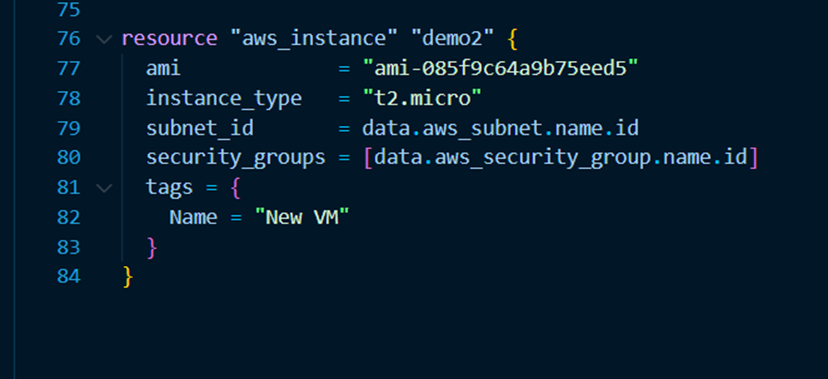 75
76 resource "aws_instance" "demo2" {
77 ami = "ami-085f9c64a9b75eed5"
78 instance_type = "t2.micro"
79 subnet_id = data.aws_subnet.name.id
80 security_groups = [data.aws_security_group.name.id]
81 tags = {
82 Name = "New VM"
83 }
84 }